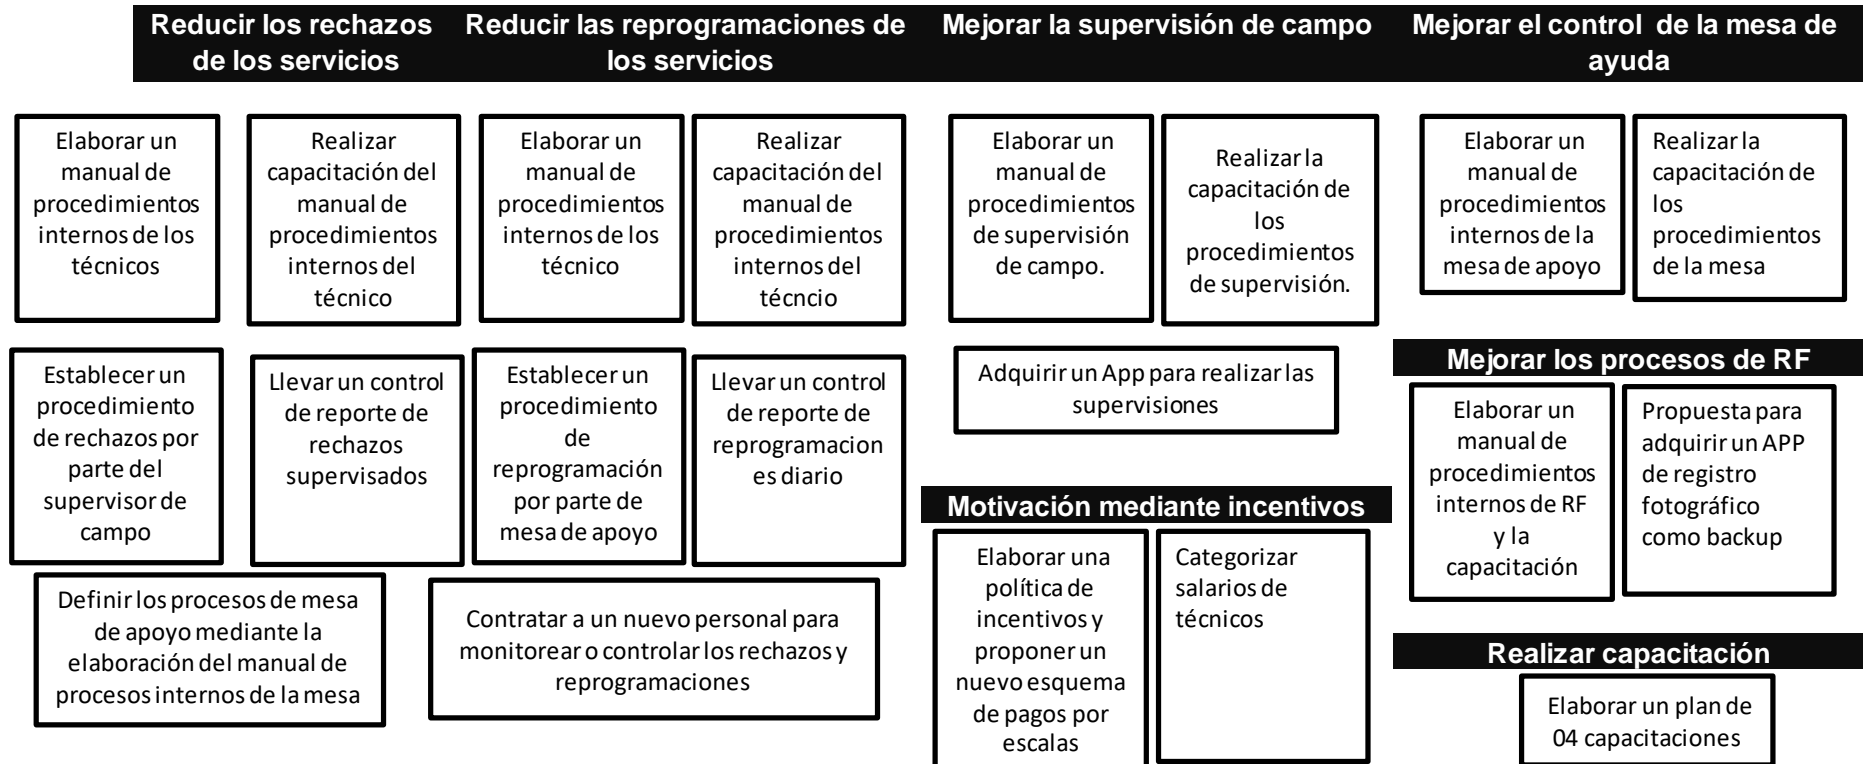 Reducir los rechazos
de los servicios
Reducir las reprogramaciones de
los servicios
Mejorar la supervisión de campo
Mejorar el control  de la mesa de
ayuda
Elaborar un
manual de
procedimientos
internos de los
técnicos
Realizar
capacitación del
manual de
procedimientos
internos del
técnico
Elaborar un
manual de
procedimientos
internos de los
técnico
Realizar
capacitación del
manual de
procedimientos
internos del
técncio
Elaborar un
manual de
procedimientos
de supervisión
de campo.
Realizar la
capacitación de
los
procedimientos
de supervisión.
Elaborar un
manual de
procedimientos
internos de la
mesa de apoyo
Realizar la
capacitación de
los
procedimientos
de la mesa
Establecer un
procedimiento
de rechazos por
parte del
supervisor de
campo
Llevar un control
de reporte de
rechazos
supervisados
Establecer un
procedimiento
de
reprogramación
por parte de
mesa de apoyo
Llevar un control
de reporte de
reprogramacion
es diario
Adquirir un App para realizar las
supervisiones
Mejorar los procesos de RF
Elaborar un
manual de
procedimientos
internos de RF
y la
capacitación
Propuesta para
adquirir un APP
de registro
fotográfico
como backup
Definir los procesos de mesa
de apoyo mediante la
elaboración del manual de
procesos internos de la mesa
Contratar a un nuevo personal para
monitorear o controlar los rechazos y
reprogramaciones
Motivación mediante incentivos
Elaborar una
política de
incentivos y
proponer un
nuevo esquema
de pagos por
escalas
Categorizar
salarios de
técnicos
Realizar capacitación
Elaborar un plan de
04 capacitaciones